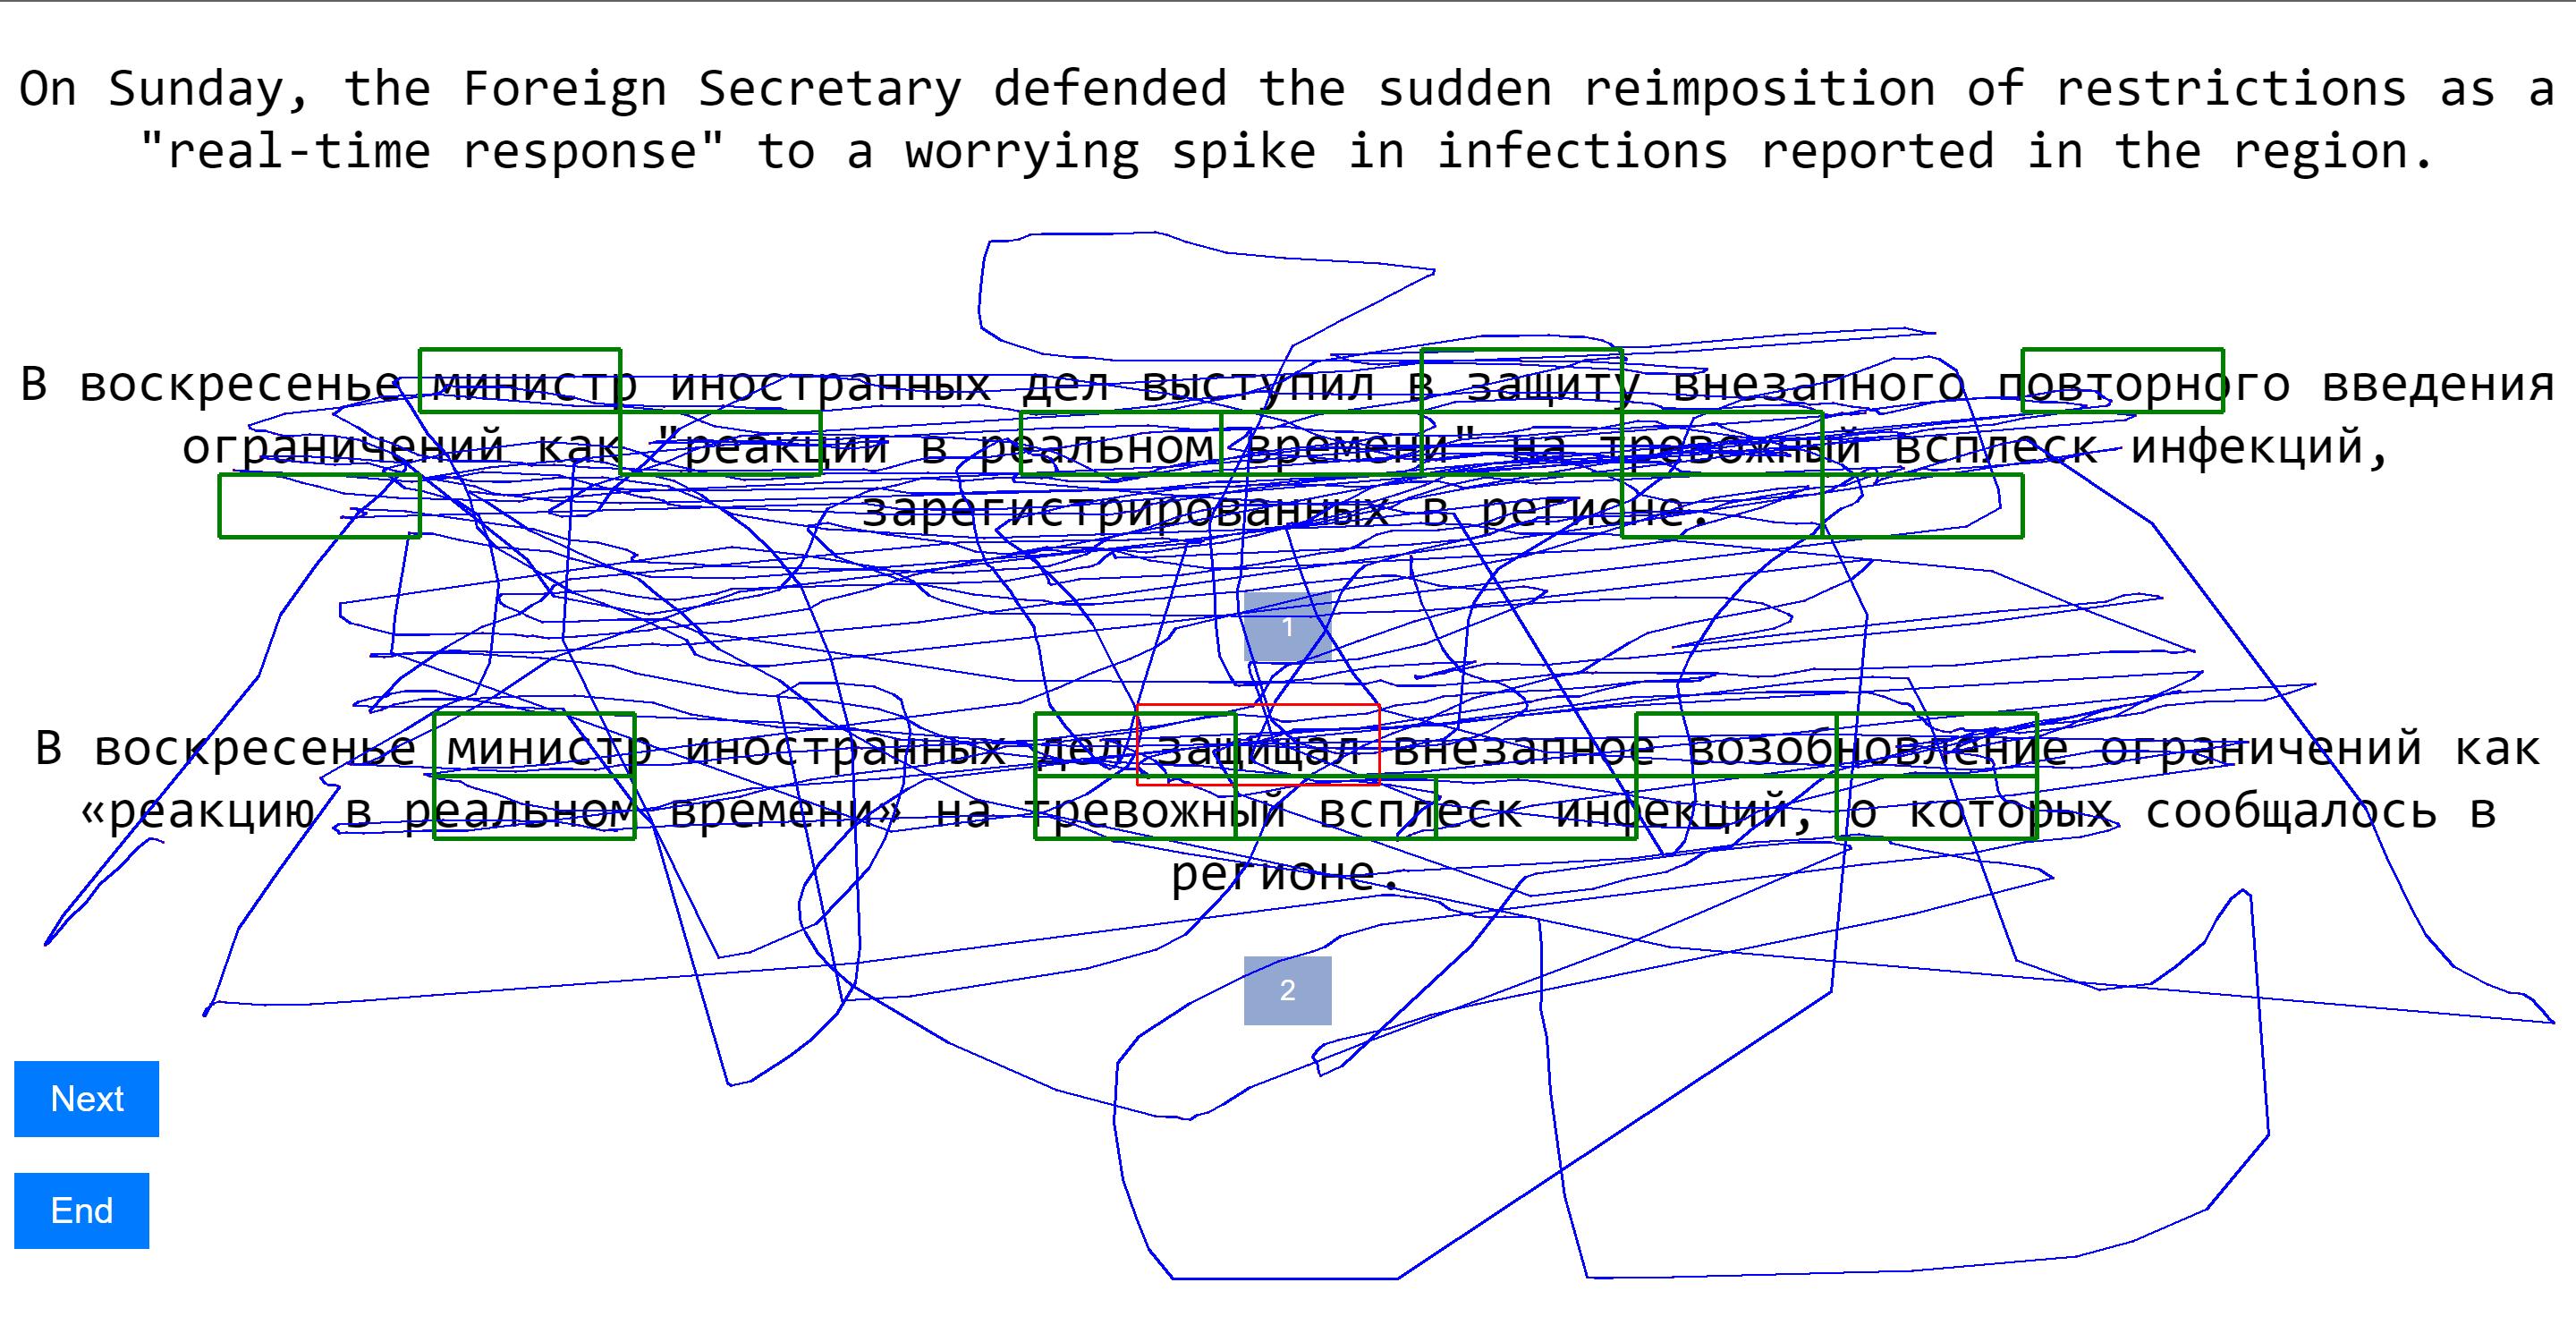 On Sunday, the Foreign Secretary defended the sudden reimposition of restrictions as a
"real-time response" to a worrying spike in infections reported in the region.
В воскресенье министр иностранных дел выступил в защиту внезапного повторного введения
ограничений как "реакции в реальном времени" на тревожный всплеск инфекций,
зарегистрированных в регионе.
1
В воскресенье министр иностранных дел защищал внезапное возобновление ограничений как
«реакцию в реальном времени» на тревожный всплеск инфекций, о которых сообщалось в
регионе.
2
Next
End